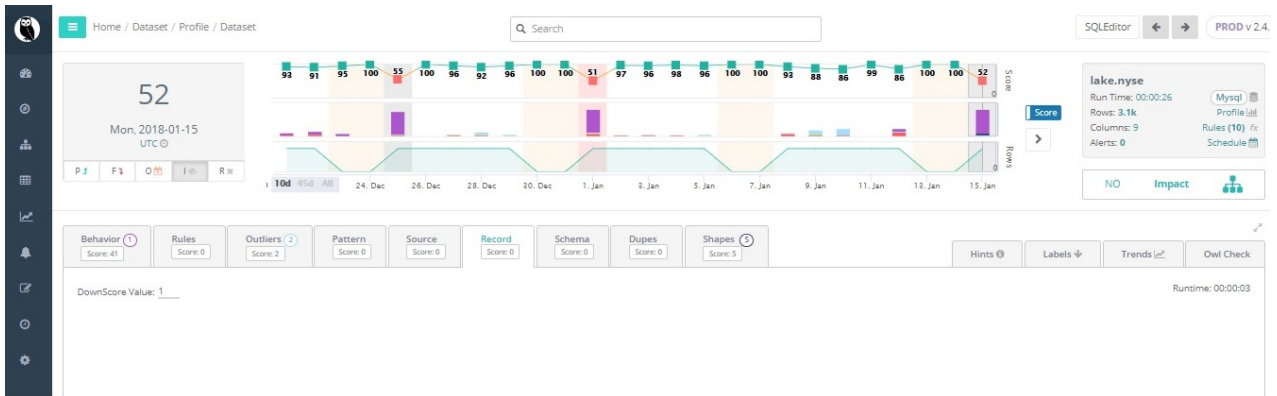 Home / Dataset / Profile / Dataset
Search
SQLEditor
PROD v 2.4.
52
Mon, 2018-01-15
UTC
P
F
O
I
R
93 91 95 100 55 100 96 92 96 100 100 51 97 96 98 96 100 100 93 88 86 99 86 100 100 52
Score
0
Rows
0
10d 45d All
24. Dec 26. Dec 28. Dec 30. Dec 1. Jan 3. Jan 5. Jan 7. Jan 9. Jan 11. Jan 13. Jan 15. Jan
Score
lake.nyse
Run Time: 00:00:26 Mysql
Rows: 3.1k Profile
Columns: 9 Rules (10) fx
Alerts: 0 Schedule
NO Impact
Behavior 1
Score: 41
Rules
Score: 0
Outliers 2
Score: 2
Pattern
Score: 0
Source
Score: 0
Record
Score: 0
Schema
Score: 0
Dupes
Score: 0
Shapes 5
Score: 5
Hints
Labels
Trends
Owl Check
DownScore Value: 1
Runtime: 00:00:03